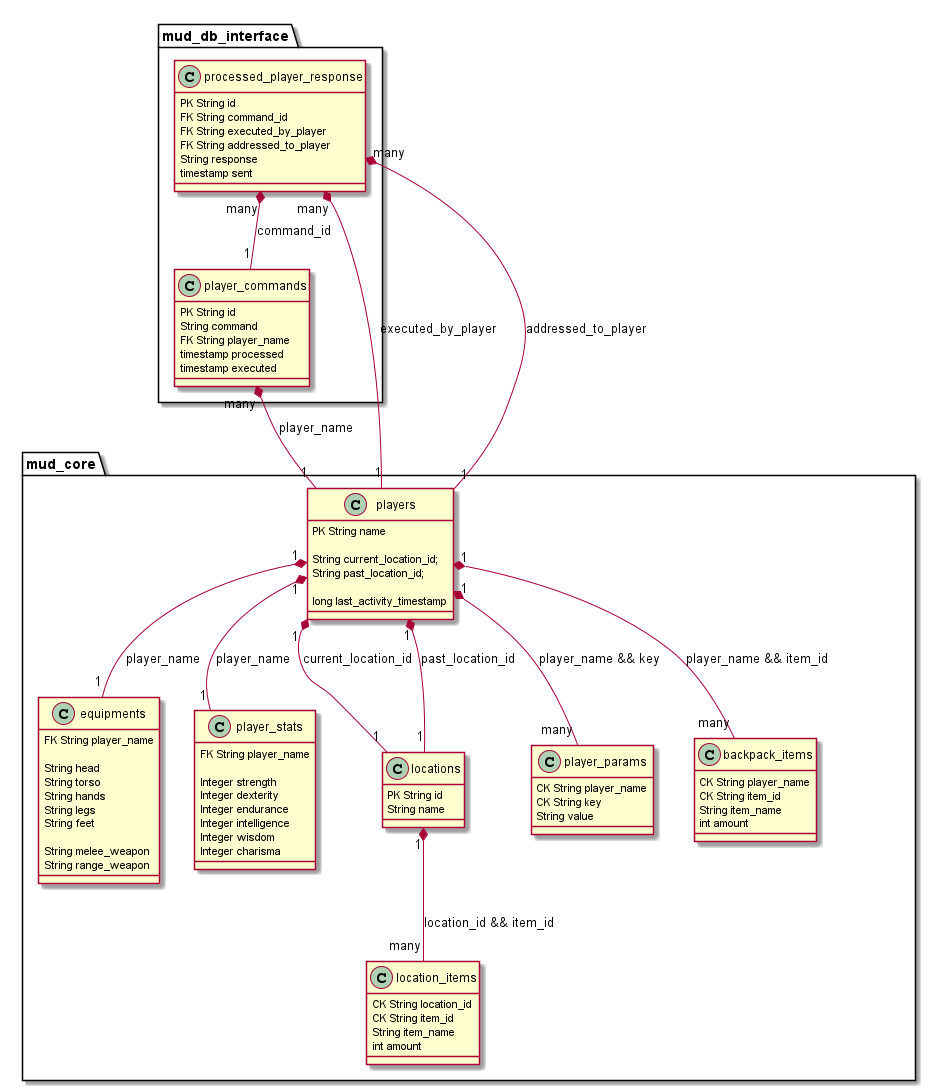 mud_db_interface
C processed_player_response
PK String id
FK String command_id
FK String executed_by_player
FK String addressed_to_player
String response
timestamp sent
many
many
many
command_id
1
C player_commands
PK String id
String command
FK String player_name
timestamp processed
timestamp executed
executed_by_player
addressed_to_player
many
player_name
mud_core
1
1
1
C players
PK String name
String current_location_id;
String past_location_id;
long last_activity_timestamp
1
1
1
1
1
1
player_name
player_name
current_location_id
past_location_id
player_name && key
player_name && item_id
1
1
1
1
many
many
C equipments
FK String player_name
String head
String torso
String hands
String legs
String feet
String melee_weapon
String range_weapon
C player_stats
FK String player_name
Integer strength
Integer dexterity
Integer endurance
Integer intelligence
Integer wisdom
Integer charisma
C locations
PK String id
String name
C player_params
CK String player_name
CK String key
String value
C backpack_items
CK String player_name
CK String item_id
String item_name
int amount
1
location_id && item_id
many
C location_items
CK String location_id
CK String item_id
String item_name
int amount